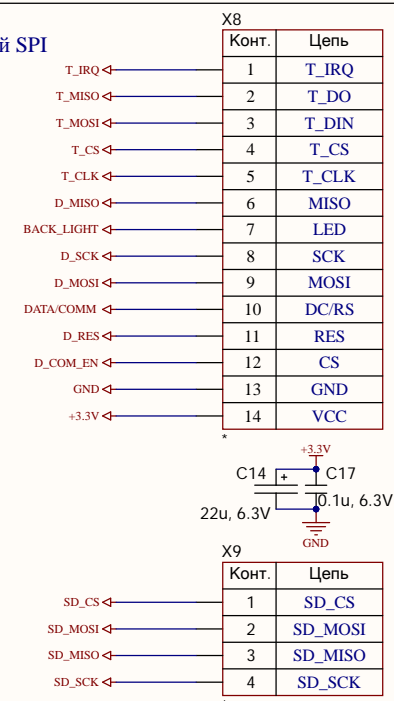 й SPI
X8
Конт. Цепь
T_IRQ 1 T_IRQ
T_MISO 2 T_DO
T_MOSI 3 T_DIN
T_CS 4 T_CS
T_CLK 5 T_CLK
D_MISO 6 MISO
BACK_LIGHT 7 LED
D_SCK 8 SCK
D_MOSI 9 MOSI
DATA/COMM 10 DC/RS
D_RES 11 RES
D_COM_EN 12 CS
GND 13 GND
+3.3V 14 VCC
*
+3.3V
C14 + C17
22u, 6.3V 0.1u, 6.3V
GND
X9
Конт. Цепь
SD_CS 1 SD_CS
SD_MOSI 2 SD_MOSI
SD_MISO 3 SD_MISO
SD_SCK 4 SD_SCK